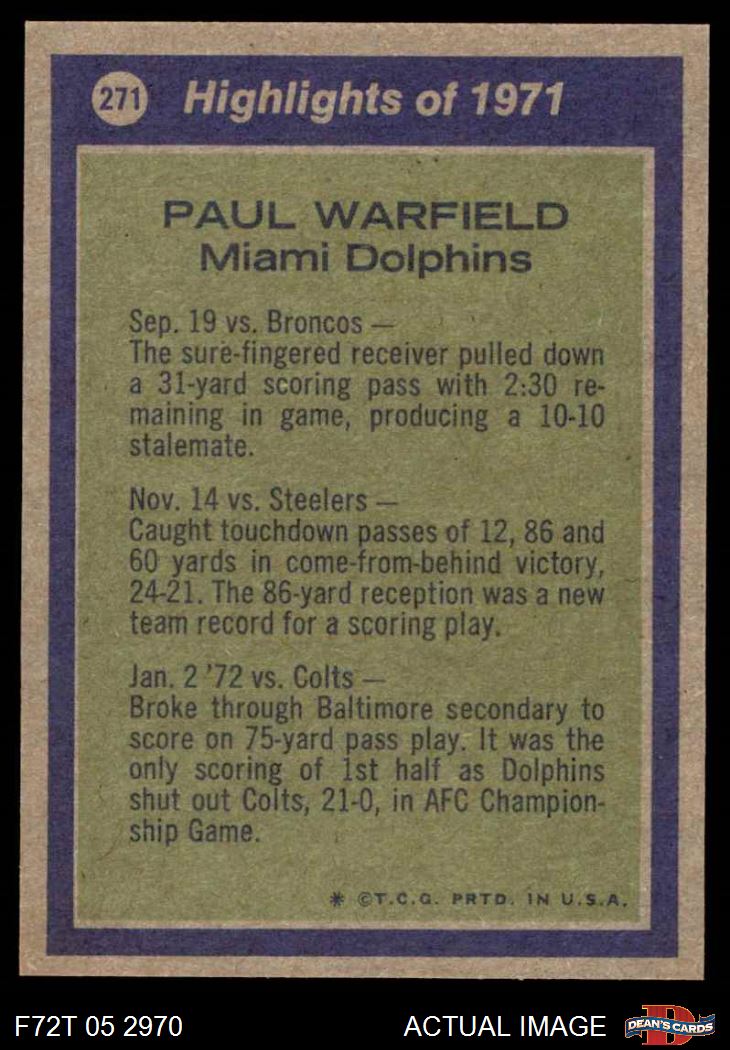 271 Highlights of 1971
PAUL WARFIELD
Miami Dolphins
Sep. 19 vs. Broncos —
The sure-fingered receiver pulled down
a 31-yard scoring pass with 2:30 re-
maining in game, producing a 10-10
stalemate.
Nov. 14 vs. Steelers —
Caught touchdown passes of 12, 86 and
60 yards in come-from-behind victory,
24-21. The 86-yard reception was a new
team record for a scoring play.
Jan. 2 '72 vs. Colts —
Broke through Baltimore secondary to
score on 75-yard pass play. It was the
only scoring of 1st half as Dolphins
shut out Colts, 21-0, in AFC Champion-
ship Game.
* ©T.C.G. PRTD. IN U.S.A.
F72T 05 2970 ACTUAL IMAGE D DEAN'S CARDS